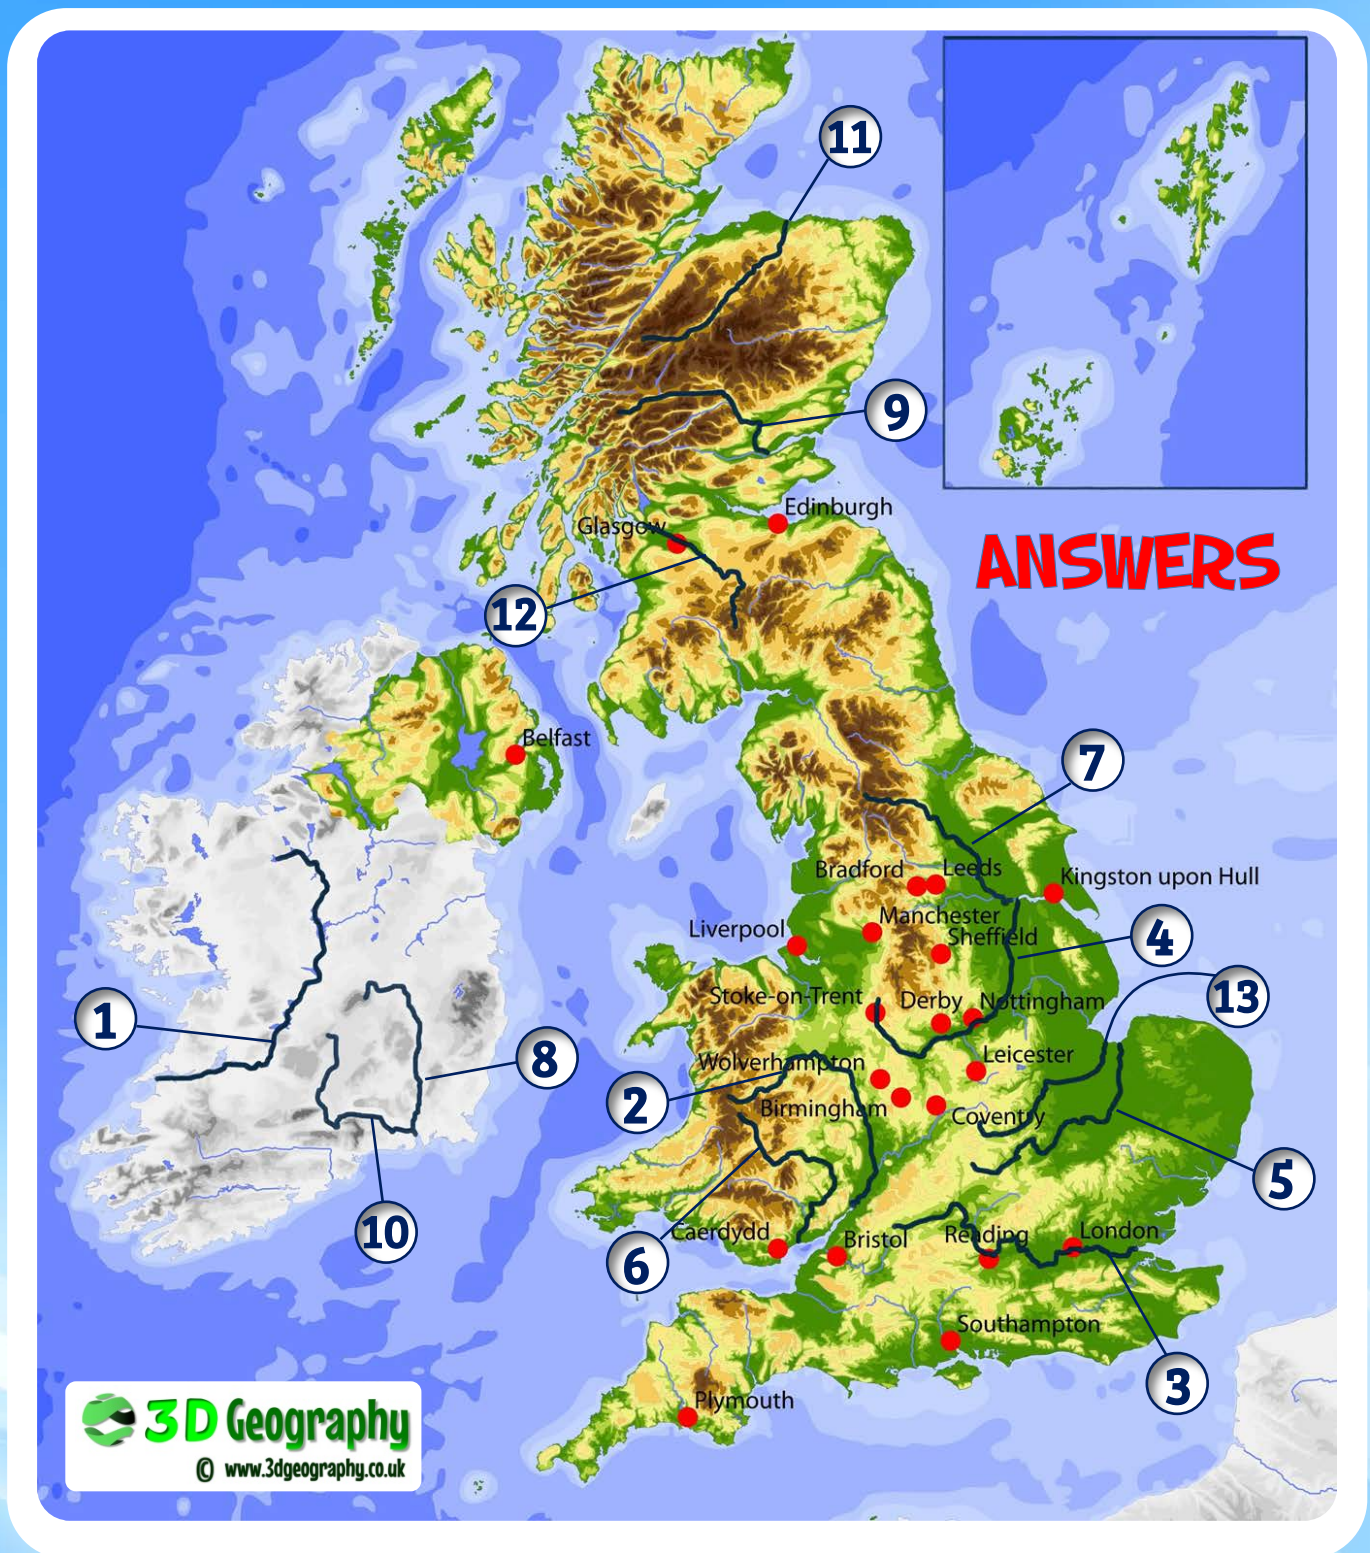 11
9
Edinburgh
Glasgow
ANSWERS
12
Belfast
7
Bradford
Leeds
Kingston upon Hull
Manchester
Liverpool
Sheffield
4
Stoke-on-Trent
Derby
Nottingham
13
1
8
Wolverhampton
Leicester
2
Birmingham
Coventry
5
10
6
Caerdydd
Bristol
Reading
London
Southampton
3
Plymouth
3D Geography
© www.3dgeography.co.uk